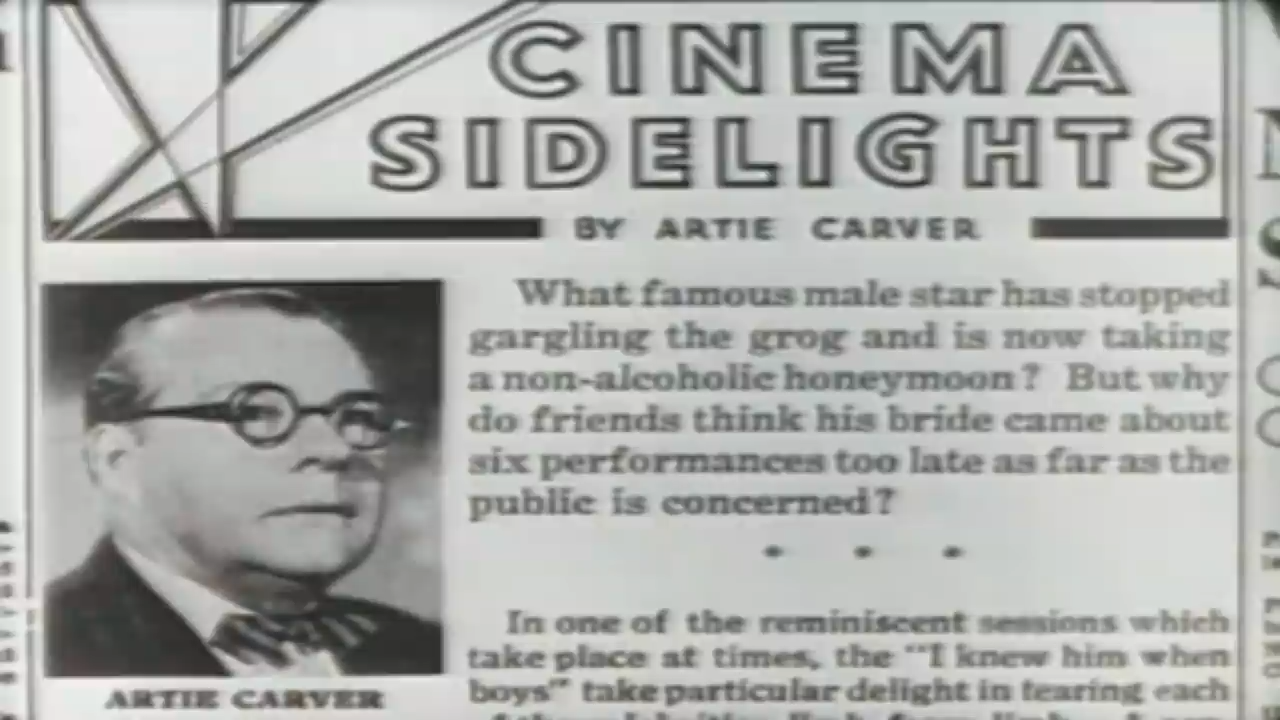 CINEMA
SIDELIGHTS
BY ARTIE CARVER
What famous male star has stopped
gargling the grog and is now taking
a non-alcoholic honeymoon? But why
do friends think his bride came about
six performances too late as far as the
public is concerned?
• • •
In one of the reminiscent sessions which
take place at times, the "I knew him when
boys" take particular delight in tearing each
ARTIE CARVER